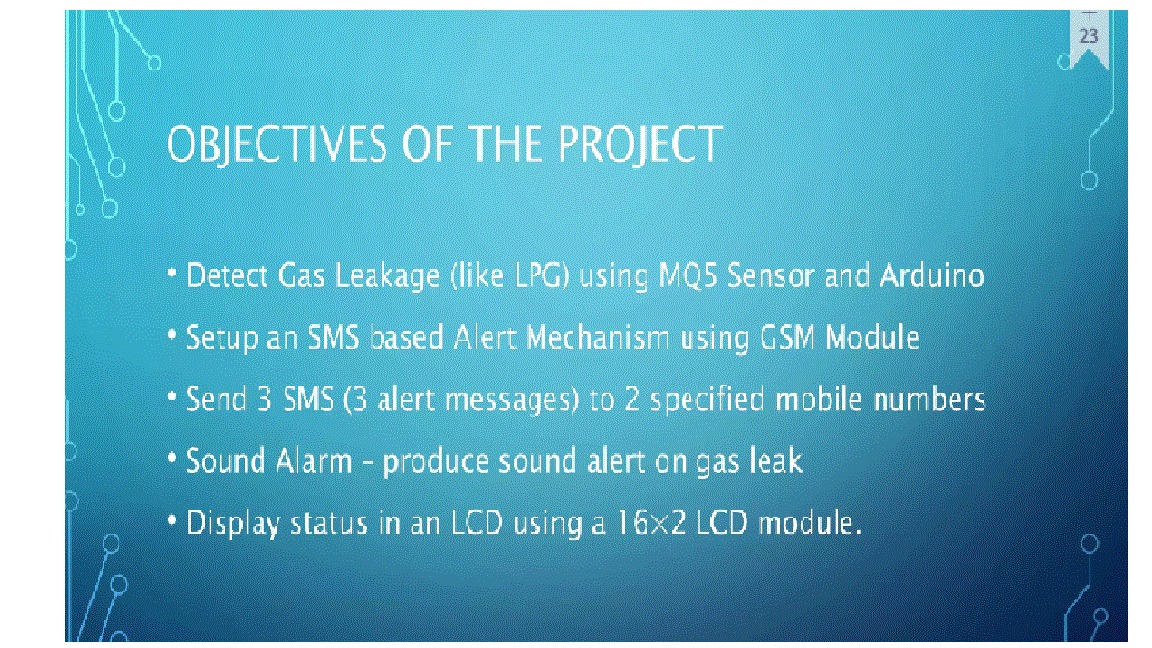 23
OBJECTIVES OF THE PROJECT
• Detect Gas Leakage (like LPG) using MQ5 Sensor and Arduino
• Setup an SMS based Alert Mechanism using GSM Module
• Send 3 SMS (3 alert messages) to 2 specified mobile numbers
• Sound Alarm – produce sound alert on gas leak
• Display status in an LCD using a 16×2 LCD module.